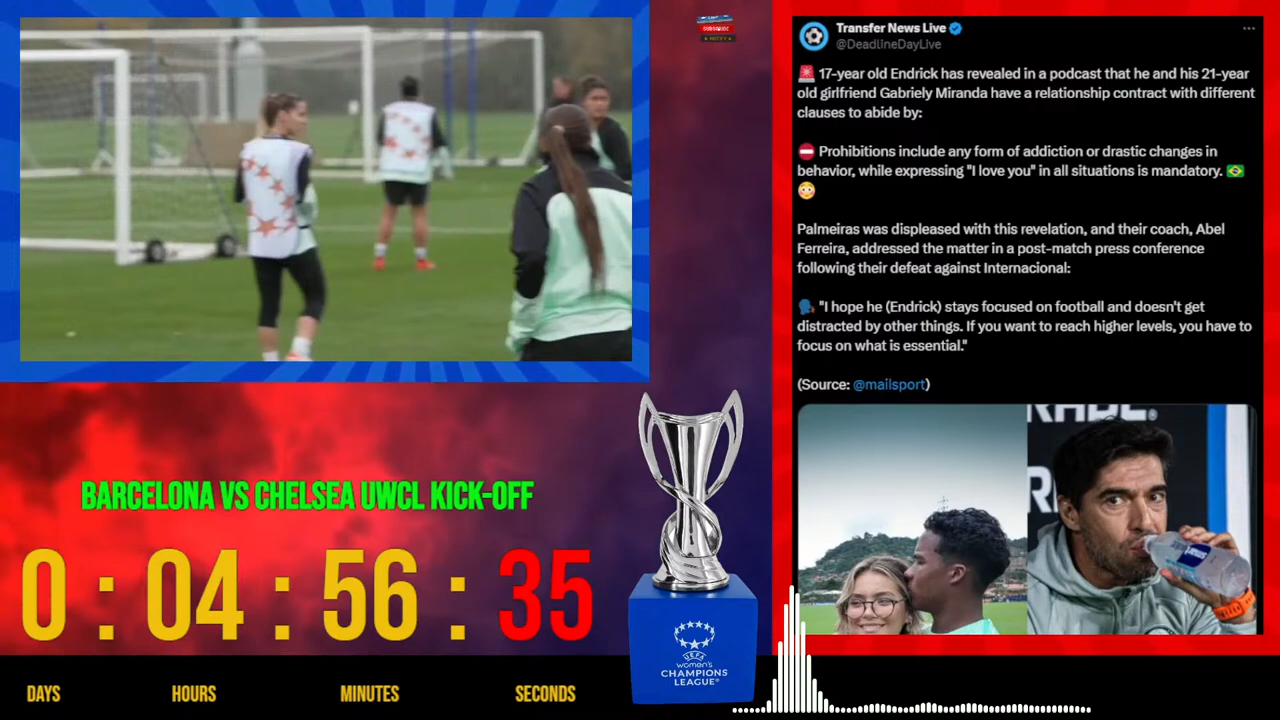 SUBSCRIBE
Transfer News Live
@DeadlineDayLive
17-year old Endrick has revealed in a podcast that he and his 21-year
old girlfriend Gabriely Miranda have a relationship contract with different
clauses to abide by:
Prohibitions include any form of addiction or drastic changes in
behavior, while expressing "I love you" in all situations is mandatory.
Palmeiras was displeased with this revelation, and their coach, Abel
Ferreira, addressed the matter in a post-match press conference
following their defeat against Internacional:
"I hope he (Endrick) stays focused on football and doesn't get
distracted by other things. If you want to reach higher levels, you have to
focus on what is essential."
(Source: @mailsport)
BARCELONA VS CHELSEA UWCL KICK-OFF
0 : 04 : 56 : 35
DAYS HOURS MINUTES SECONDS
UEFA
women's
CHAMPIONS
LEAGUE